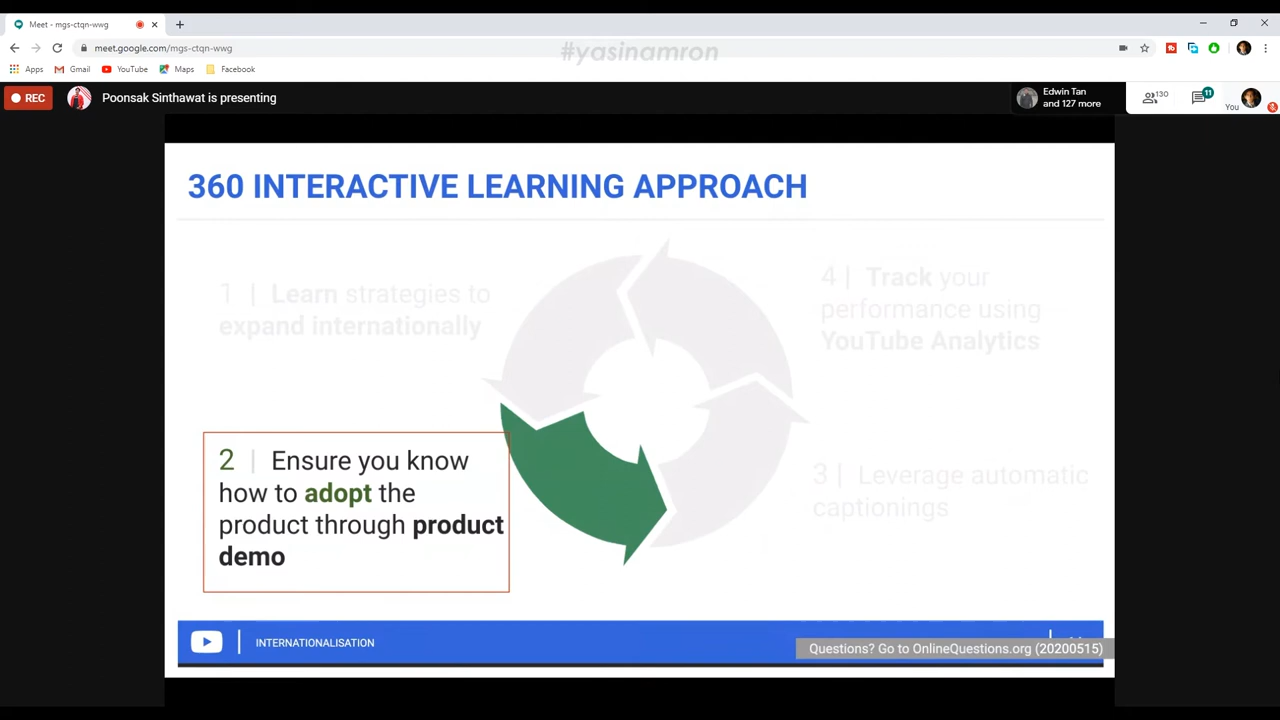 Meet - mgs-ctqn-wwg
meet.google.com/mgs-ctqn-wwg
#yasinamron
Apps Gmail YouTube Maps Facebook
REC Poonsak Sinthawat is presenting
Edwin Tan
and 127 more
130
11
You
360 INTERACTIVE LEARNING APPROACH
1 | Learn strategies to
expand internationally
2 | Ensure you know
how to adopt the
product through product
demo
3 | Leverage automatic
captionings
4 | Track your
performance using
YouTube Analytics
INTERNATIONALISATION
Questions? Go to OnlineQuestions.org (20200515)